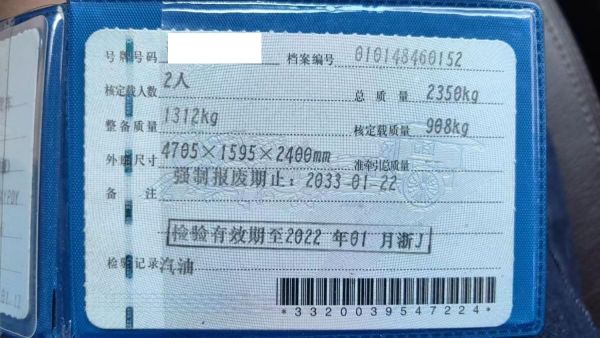 号牌号码 档案编号 010148460152
核定载人数 2人 总质量 2350kg
整备质量 1312kg 核定载质量 908kg
外廓尺寸 4705×1595×2400mm 准牵引总质量
强制报废期止:2033-01-22
备注
检验有效期至2022年01月浙J
检验记录 汽油
*3320039547224*